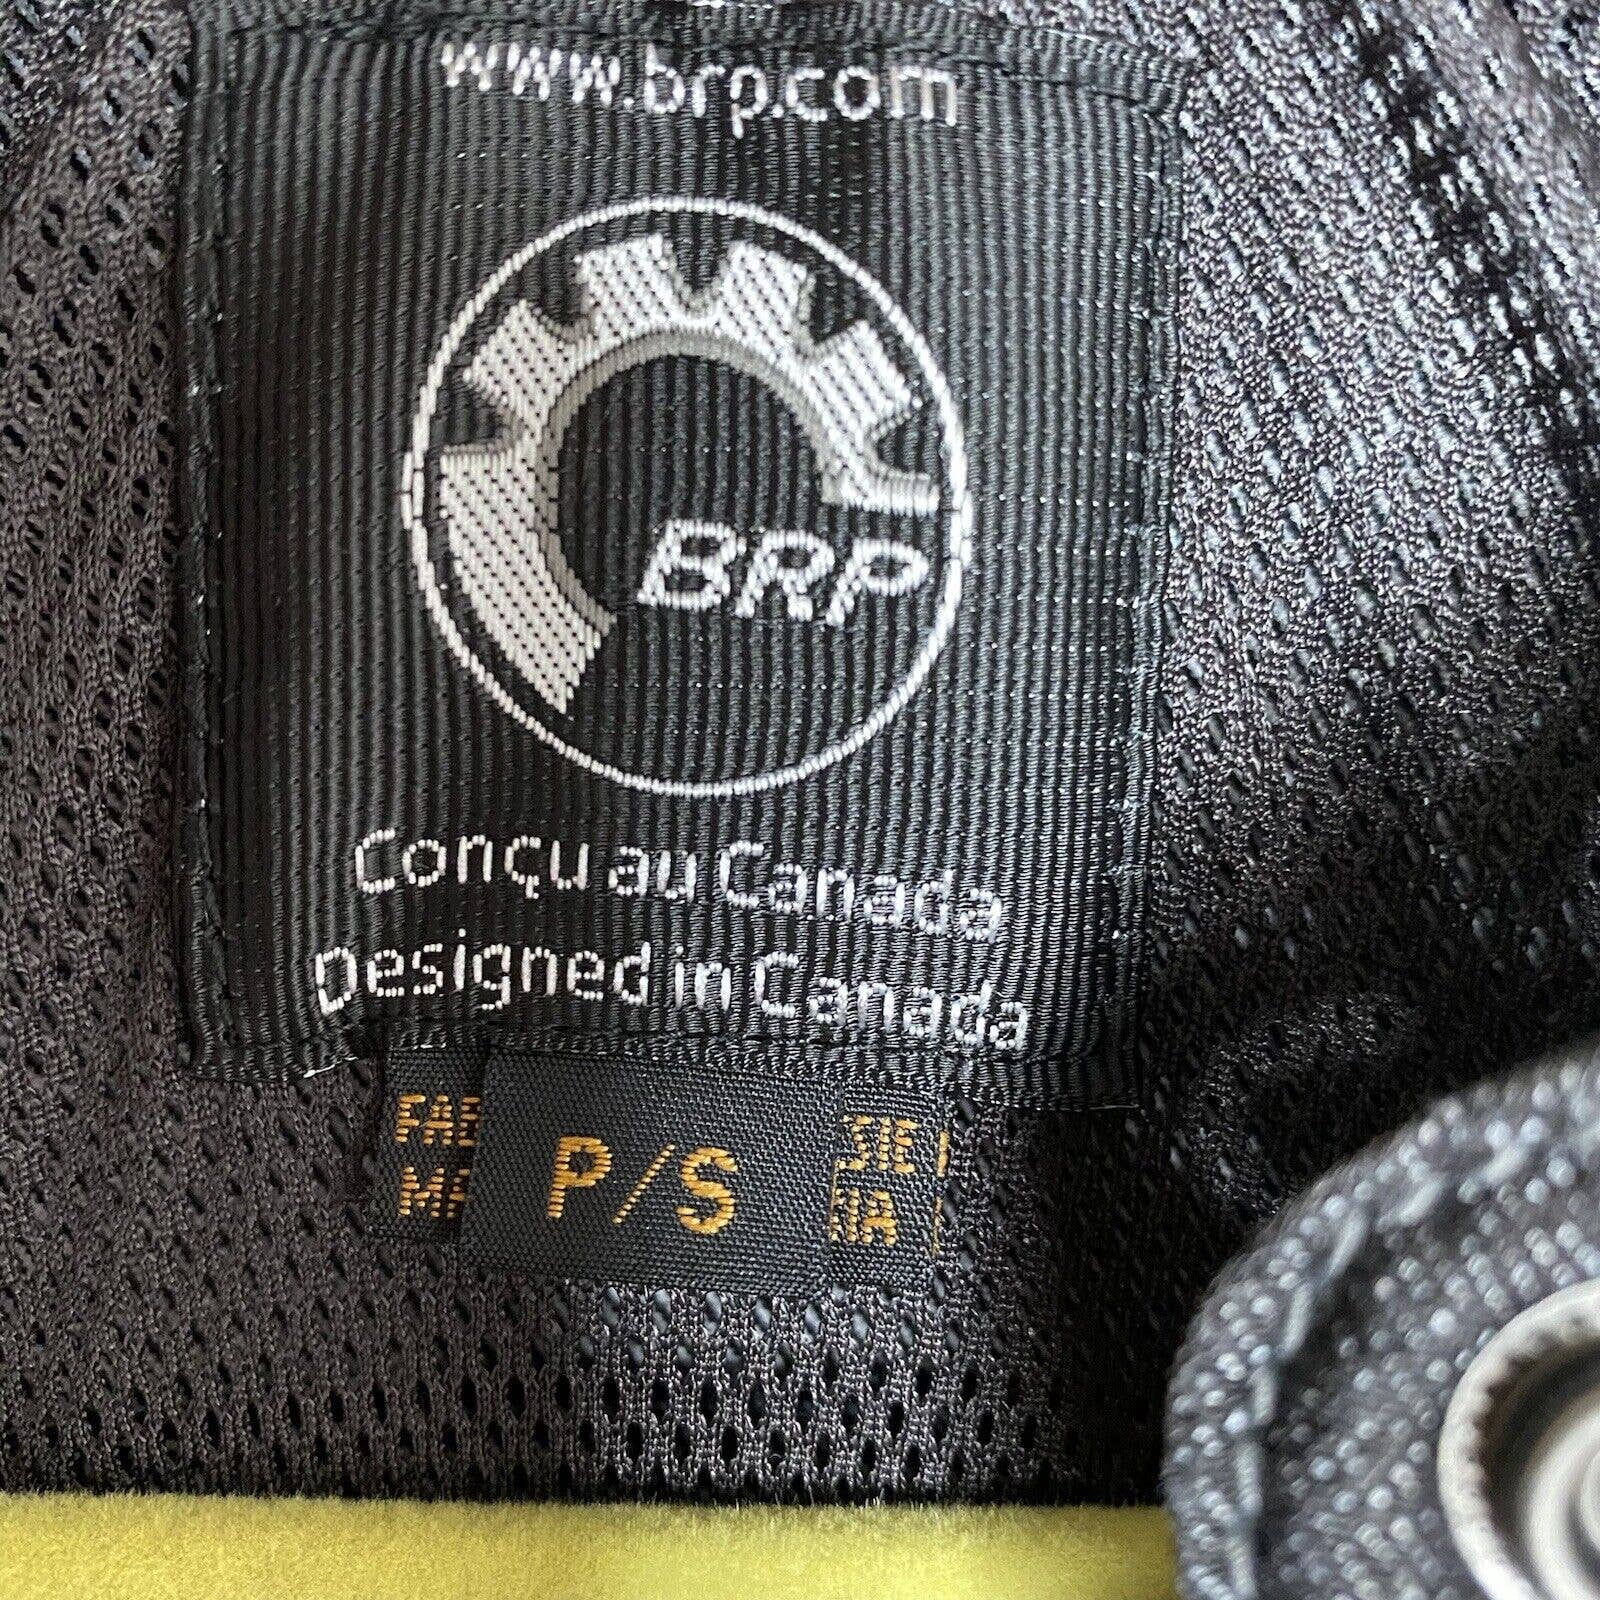 www.brp.com
BRP
Conçu au Canada
Designed in Canada
P/S